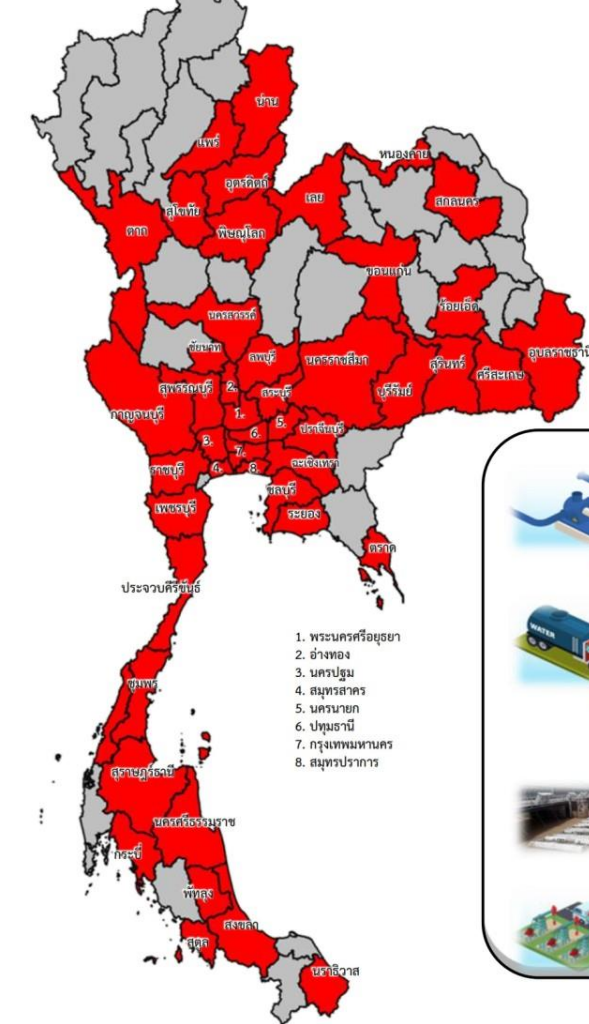 น่าน
แพร่
หนองคาย
อุตรดิตถ์
สุโขทัย
เลย
สกลนคร
ตาก
พิษณุโลก
ขอนแก่น
ร้อยเอ็ด
นครสวรรค์
ชัยนาท
ลพบุรี
นครราชสีมา
สุรินทร์
อุบลราชธานี
ศรีสะเกษ
สุพรรณบุรี
2.
สระบุรี
บุรีรัมย์
กาญจนบุรี
1.
5.
ปราจีนบุรี
6.
3.
7.
ฉะเชิงเทรา
ราชบุรี
4.
8.
ชลบุรี
เพชรบุรี
ระยอง
ตราด
ประจวบคีรีขันธ์
1. พระนครศรีอยุธยา
2. อ่างทอง
3. นครปฐม
4. สมุทรสาคร
5. นครนายก
6. ปทุมธานี
7. กรุงเทพมหานคร
8. สมุทรปราการ
ชุมพร
สุราษฎร์ธานี
นครศรีธรรมราช
กระบี่
พัทลุง
สงขลา
สตูล
นราธิวาส
WATER